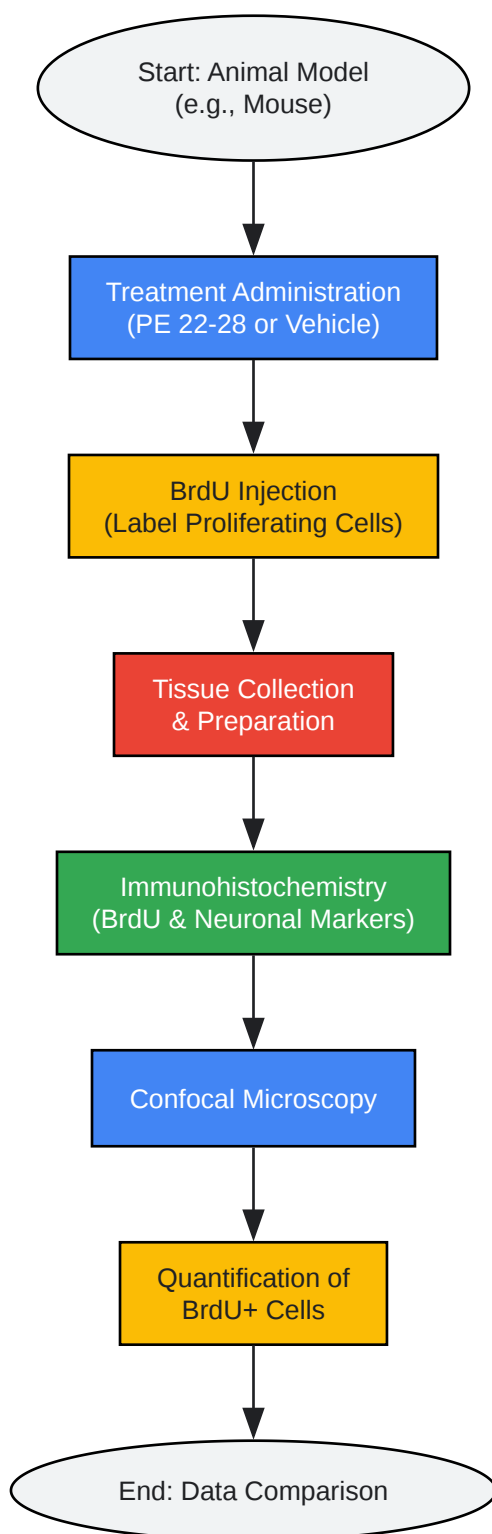 Start: Animal Model
(e.g., Mouse)
Treatment Administration
(PE 22-28 or Vehicle)
BrdU Injection
(Label Proliferating Cells)
Tissue Collection
& Preparation
Immunohistochemistry
(BrdU & Neuronal Markers)
Confocal Microscopy
Quantification of
BrdU+ Cells
End: Data Comparison